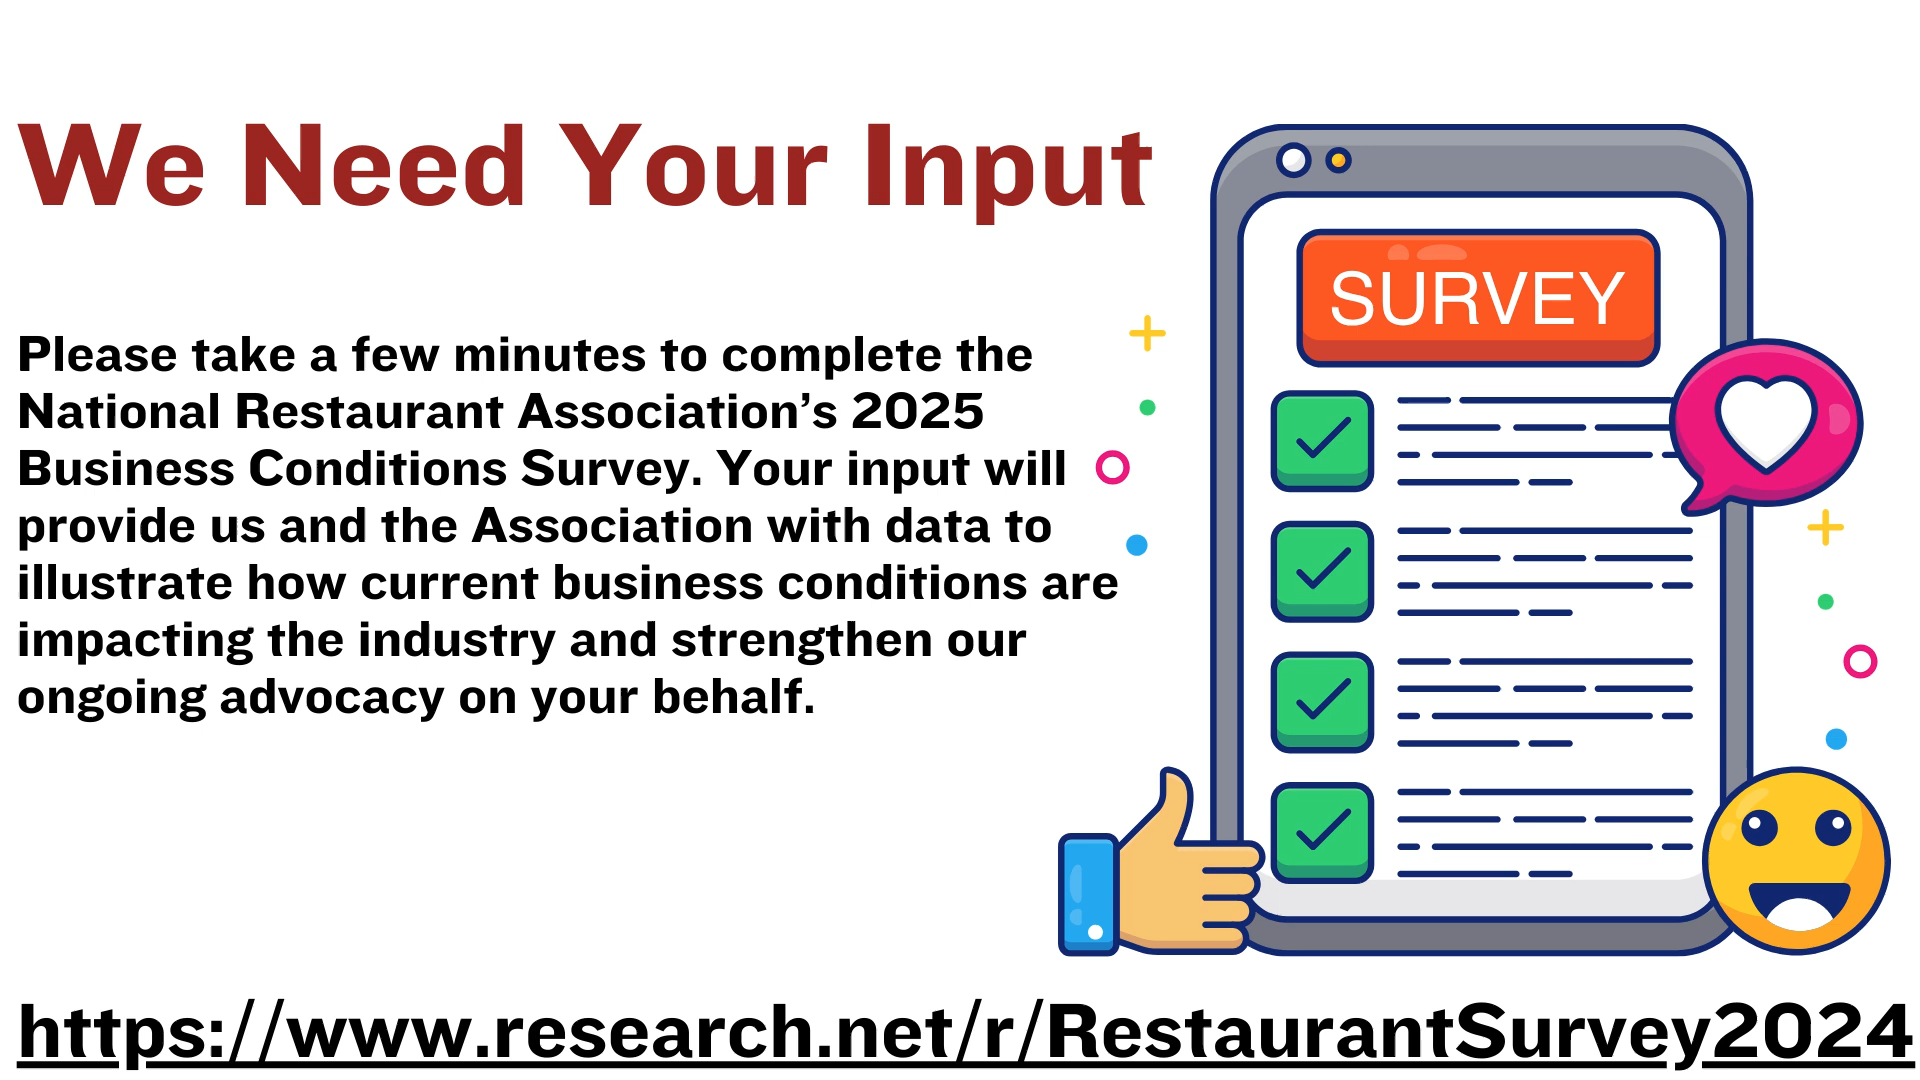 We Need Your Input
SURVEY
Please take a few minutes to complete the
National Restaurant Association’s 2025
Business Conditions Survey. Your input will
provide us and the Association with data to
illustrate how current business conditions are
impacting the industry and strengthen our
ongoing advocacy on your behalf.
https://www.research.net/r/RestaurantSurvey2024